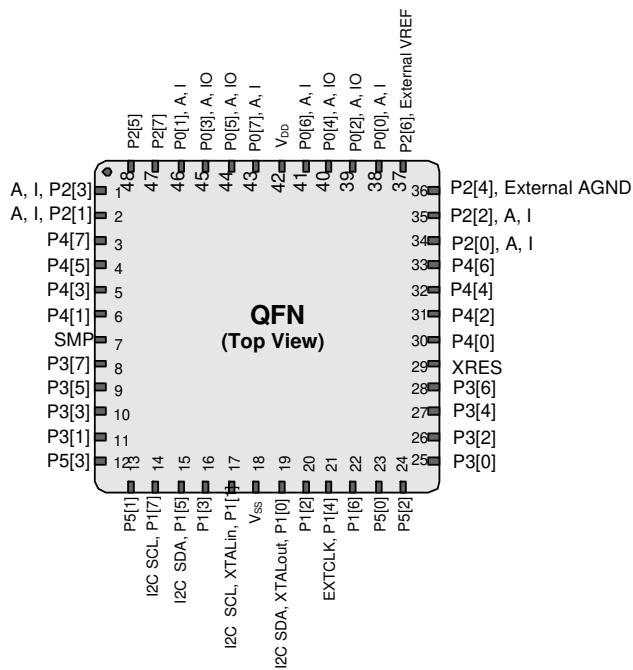 P2[5]
P2[7]
P0[1], A, I
P0[3], A, IO
P0[5], A, IO
P0[7], A, I
VDD
P0[6], A, I
P0[4], A, IO
P0[2], A, IO
P0[0], A, I
P2[6], External VREF
48
47
46
45
44
43
42
41
40
39
38
37
A, I, P2[3]
A, I, P2[1]
P4[7]
P4[5]
P4[3]
P4[1]
SMP
P3[7]
P3[5]
P3[3]
P3[1]
P5[3]
1
2
3
4
5
6
7
8
9
10
11
12
QFN
(Top View)
36
35
34
33
32
31
30
29
28
27
26
25
P2[4], External AGND
P2[2], A, I
P2[0], A, I
P4[6]
P4[4]
P4[2]
P4[0]
XRES
P3[6]
P3[4]
P3[2]
P3[0]
13
14
15
16
17
18
19
20
21
22
23
24
P5[1]
I2C SCL, P1[7]
I2C SDA, P1[5]
P1[3]
I2C SCL, XTALin, P1[1]
VSS
I2C SDA, XTALout, P1[0]
P1[2]
EXTCLK, P1[4]
P1[6]
P5[0]
P5[2]